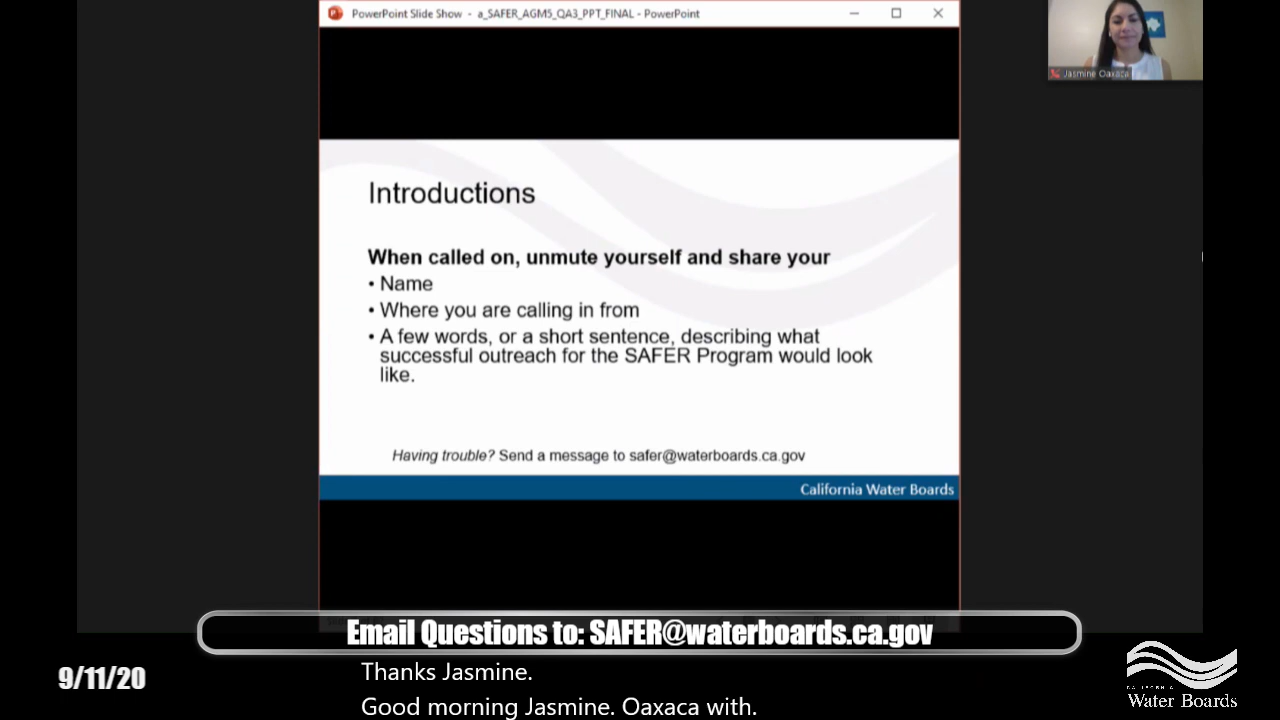 PowerPoint Slide Show - a_SAFER_AGM5_QA3_PPT_FINAL - PowerPoint
Jasmine Oaxaca
Introductions
When called on, unmute yourself and share your
• Name
• Where you are calling in from
• A few words, or a short sentence, describing what
successful outreach for the SAFER Program would look
like.
Having trouble? Send a message to safer@waterboards.ca.gov
California Water Boards
Email Questions to: SAFER@waterboards.ca.gov
9/11/20
Thanks Jasmine.
Good morning Jasmine. Oaxaca with.
CALIFORNIA
Water Boards